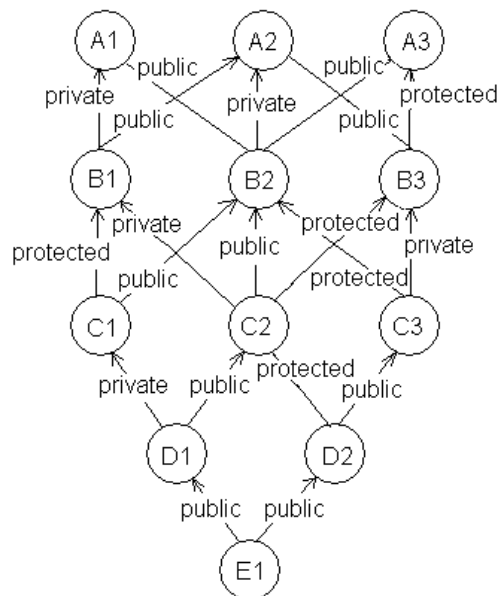 A1 A2 A3
public public
private private protected
public public
B1 B2 B3
private protected
protected public public protected private
C1 C2 C3
protected
private public public
D1 D2
public public
E1